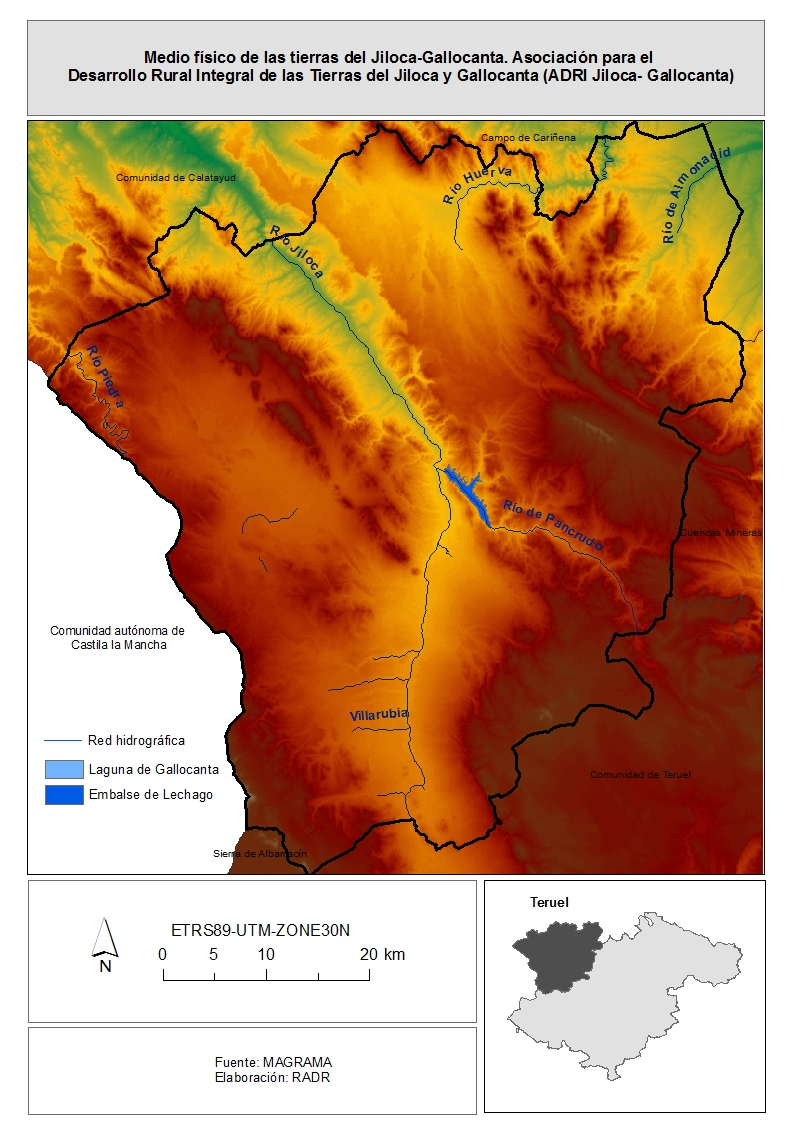 Medio físico de las tierras del Jiloca-Gallocanta. Asociación para el
Desarrollo Rural Integral de las Tierras del Jiloca y Gallocanta (ADRI Jiloca- Gallocanta)
Campo de Cariñena
Comunidad de Calatayud
Río Huerva
Río de Almonacid
Río Jiloca
Río Piedra
Río de Pancrudo
Cuencas Mineras
Comunidad autónoma de
Castila la Mancha
Villarubia
Red hidrográfica
Laguna de Gallocanta
Embalse de Lechago
Comunidad de Teruel
Sierra de Albarracín
ETRS89-UTM-ZONE30N
0 5 10 20 km
N
Teruel
Fuente: MAGRAMA
Elaboración: RADR